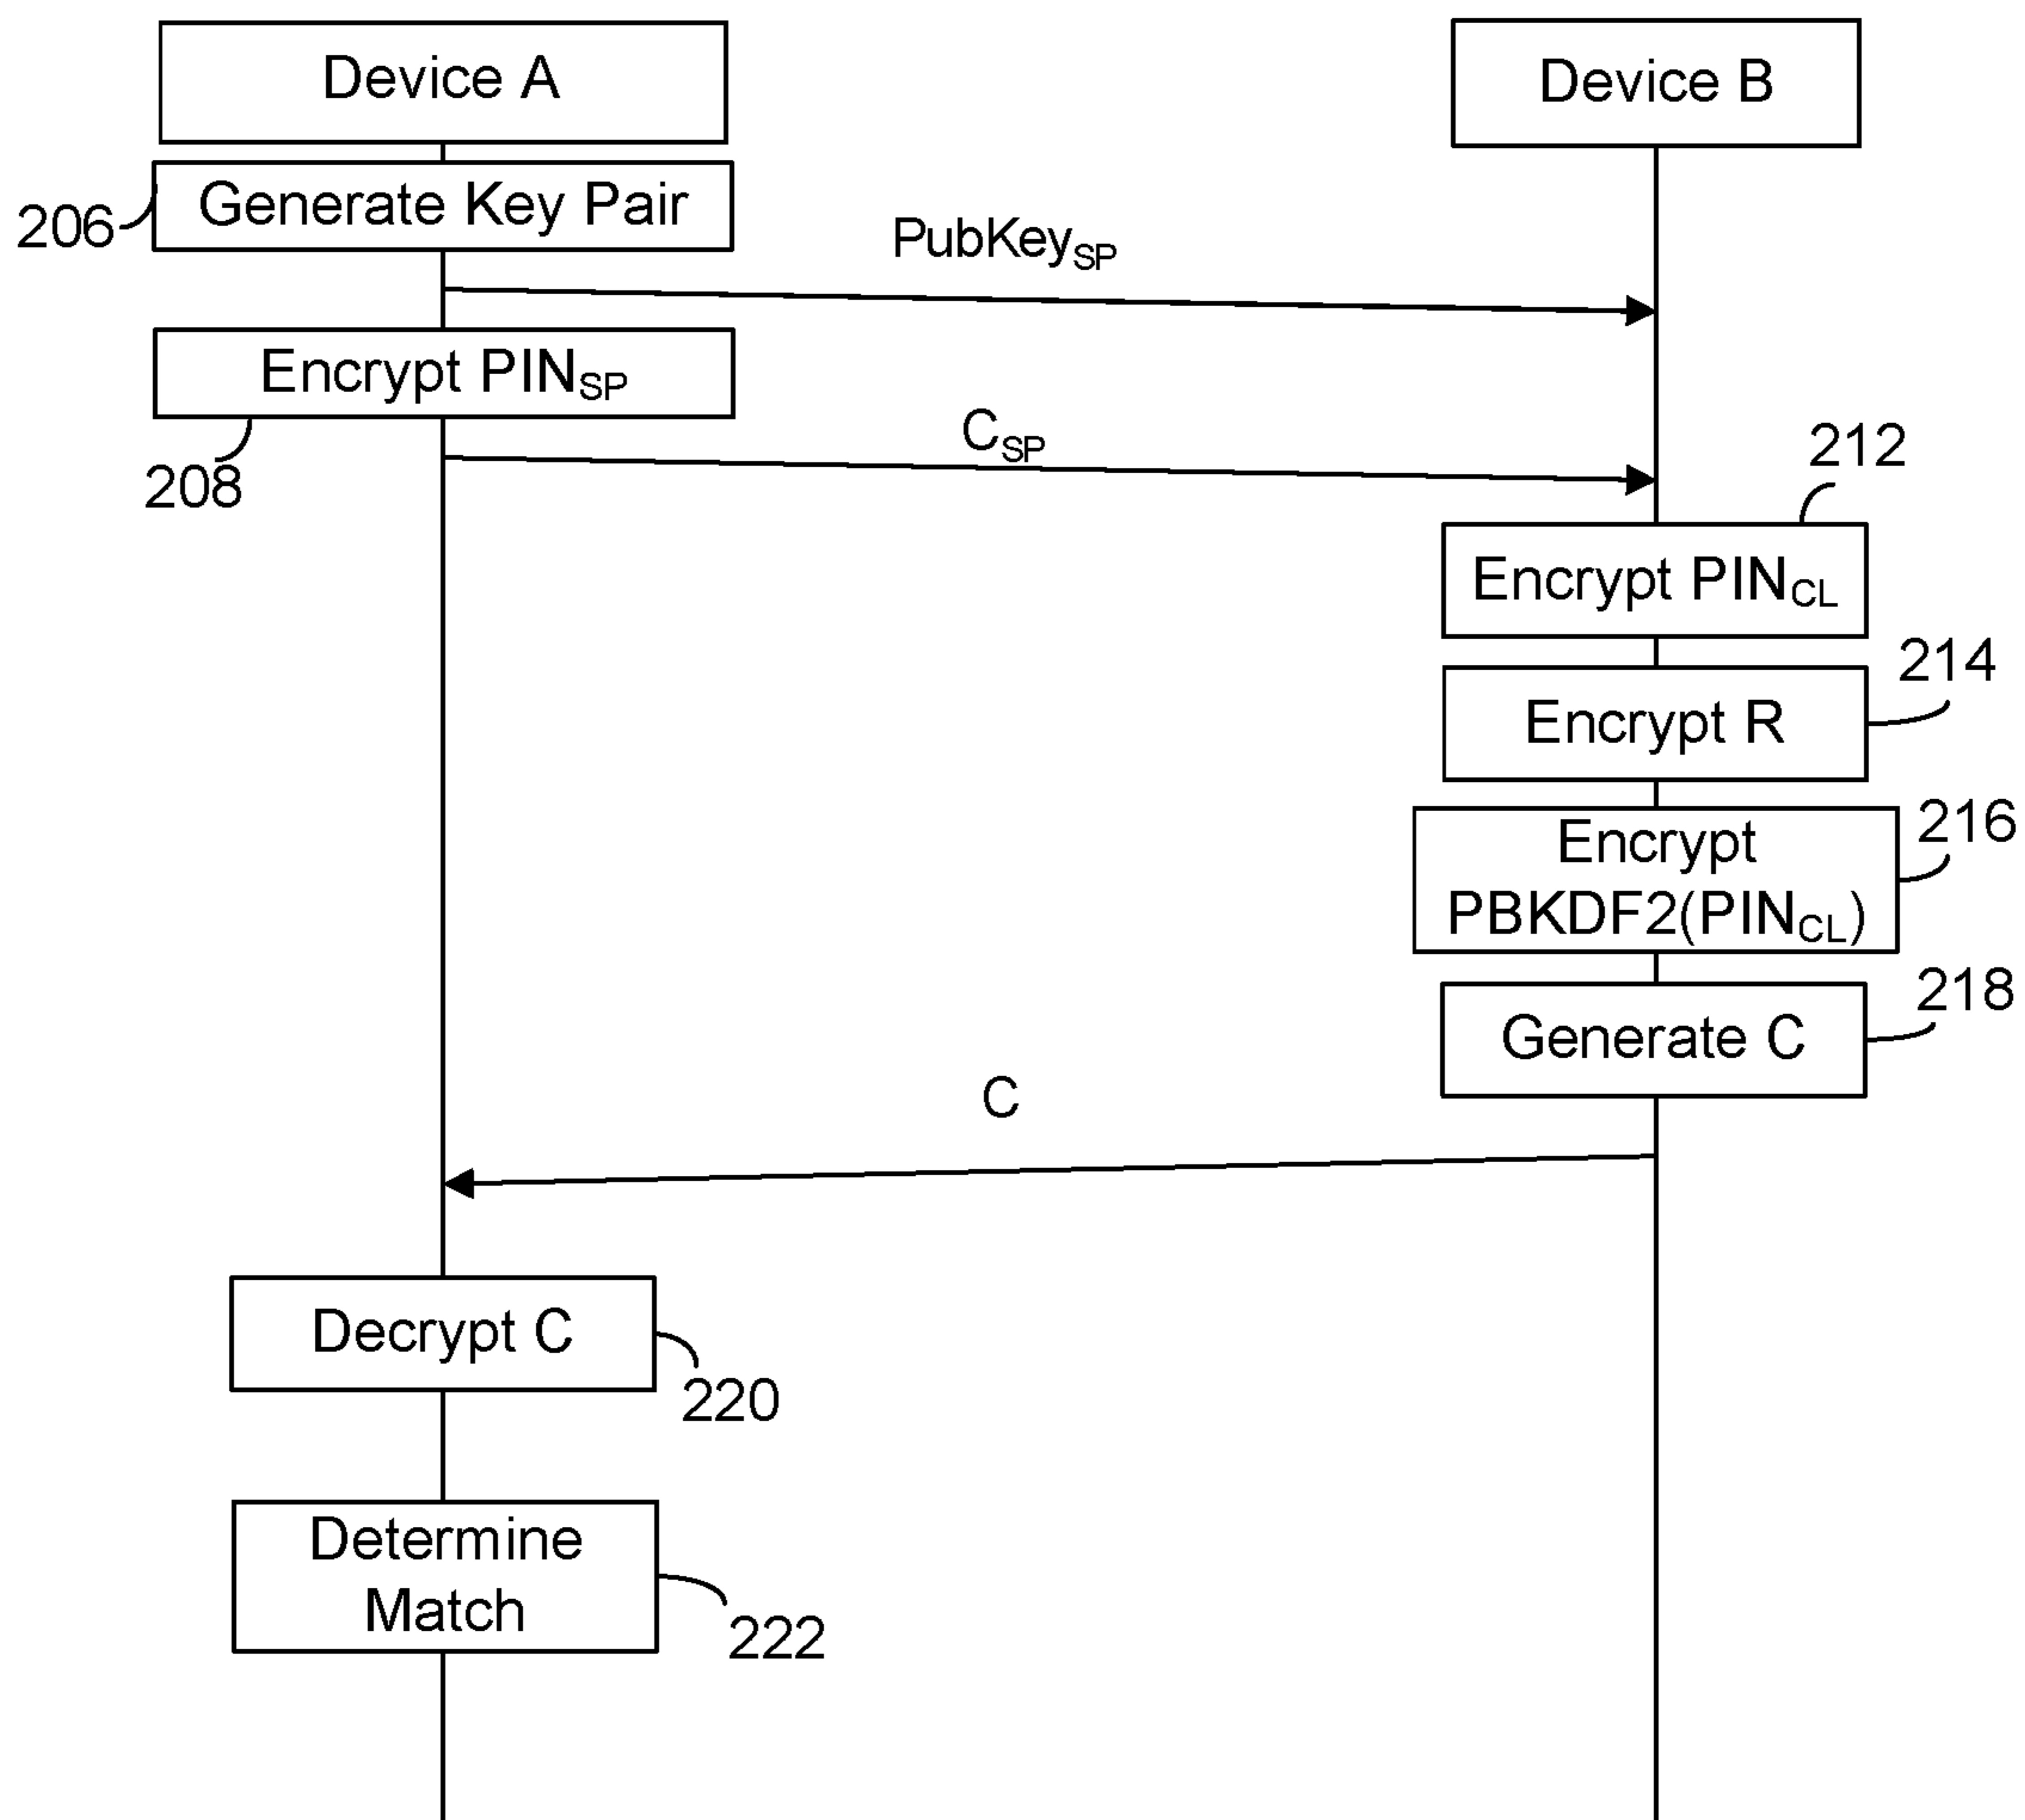 Device A
Device B
Generate Key Pair
206
PubKeySP
Encrypt PINSP
CSP
208
212
Encrypt PINCL
214
Encrypt R
216
Encrypt
PBKDF2(PINCL)
218
Generate C
C
Decrypt C
220
Determine
Match
222